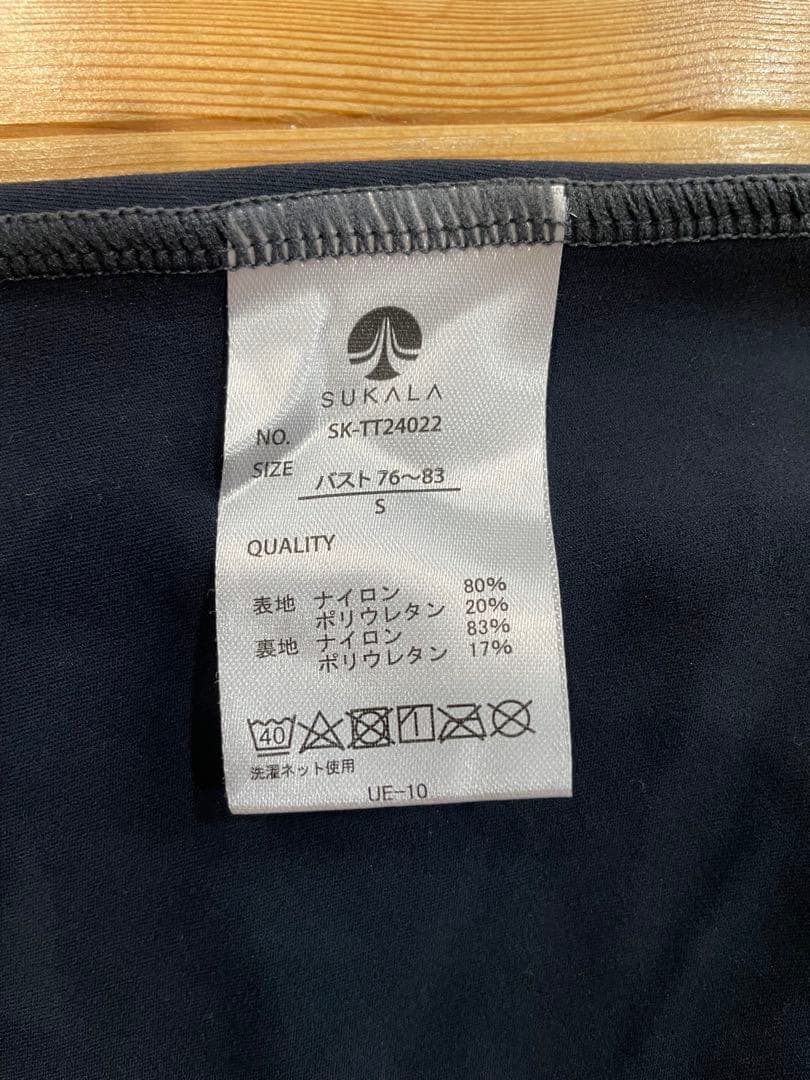 SUKALA
NO. SK-TT24022
SIZE バスト 76〜83
S
QUALITY
表地 ナイロン 80%
ポリウレタン 20%
裏地 ナイロン 83%
ポリウレタン 17%
40
洗濯ネット使用
UE-10